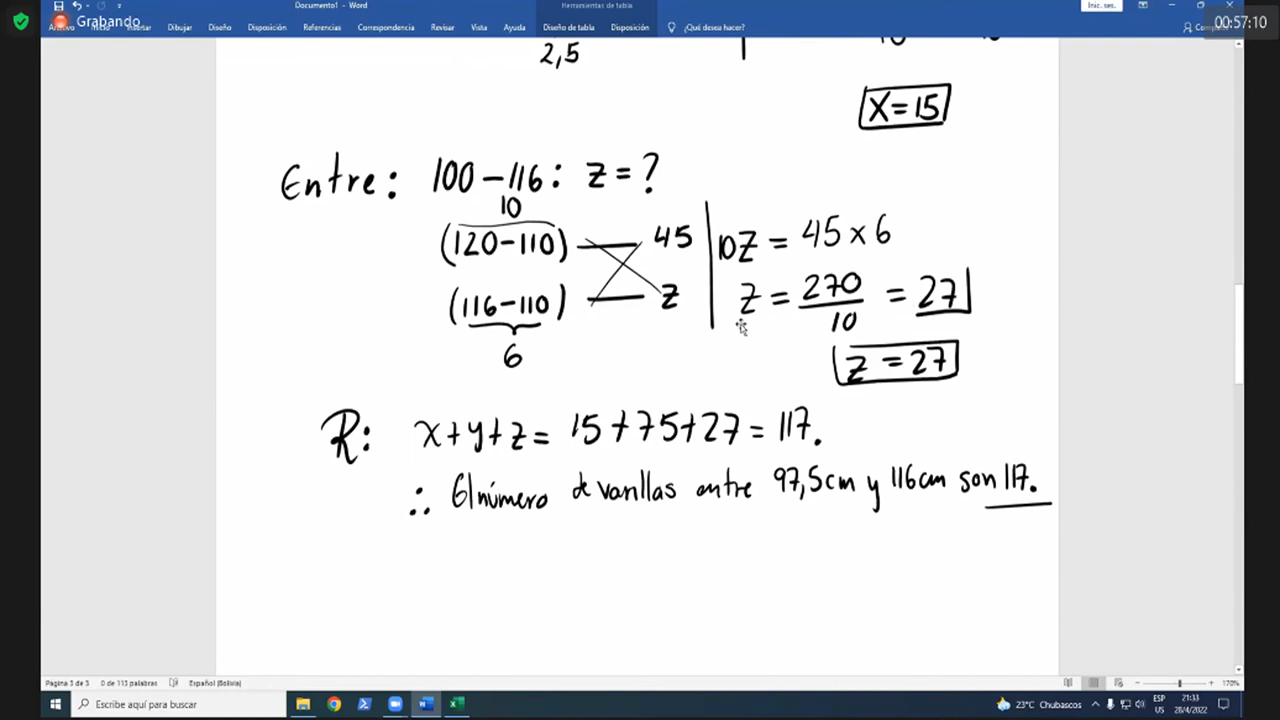 Documento1 - Word
Herramientas de tabla
Inic. ses.
00:57:10
Grabando
Insertar Dibujar Diseño Disposición Referencias Correspondencia Revisar Vista Ayuda Diseño de tabla Disposición ¿Qué desea hacer?
2,5
X=15
Entre: 100-116: z=?
10
(120-110) 45
10z = 45 x 6
(116-110) z
z = 270/10 = 27
6
z = 27
R: x+y+z = 15+75+27 = 117.
∴ El número de varillas entre 97,5cm y 116cm son 117.
Página 3 de 3 0 de 113 palabras Español (Bolivia) 170%
Escribe aquí para buscar
23°C Chubascos
ESP
US
21:33
28/4/2022